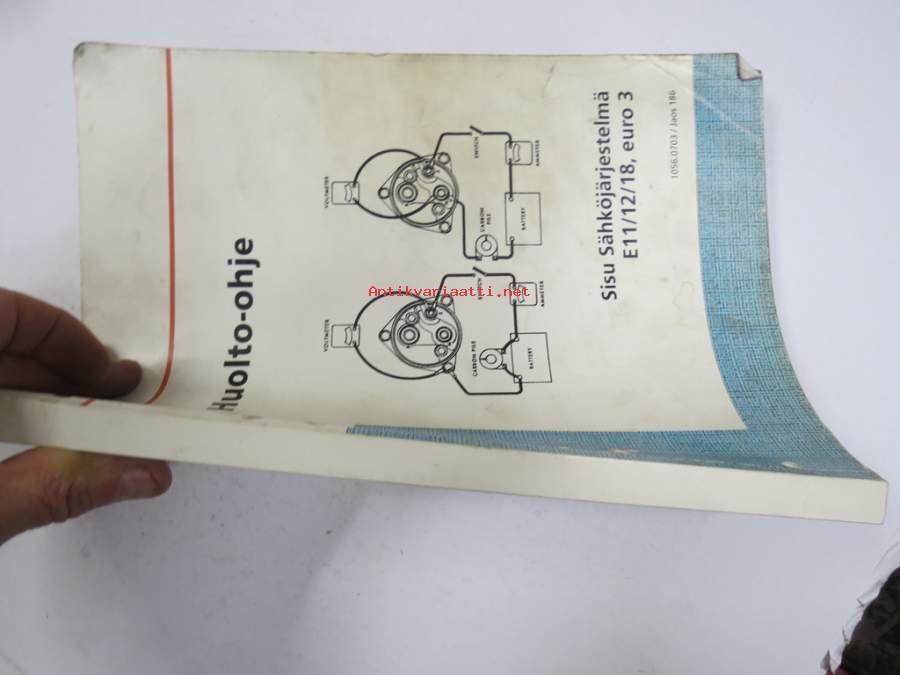 Huolto-ohje
VOLTMETER
SWITCH
CARBON PILE
BATTERY
AMMETER
VOLTMETER
SWITCH
CARBON
PILE
BATTERY
AMMETER
Antikvariaatti.net
Sisu Sähköjärjestelmä
E11/12/18, euro 3
1056.0703 / Jaos 186